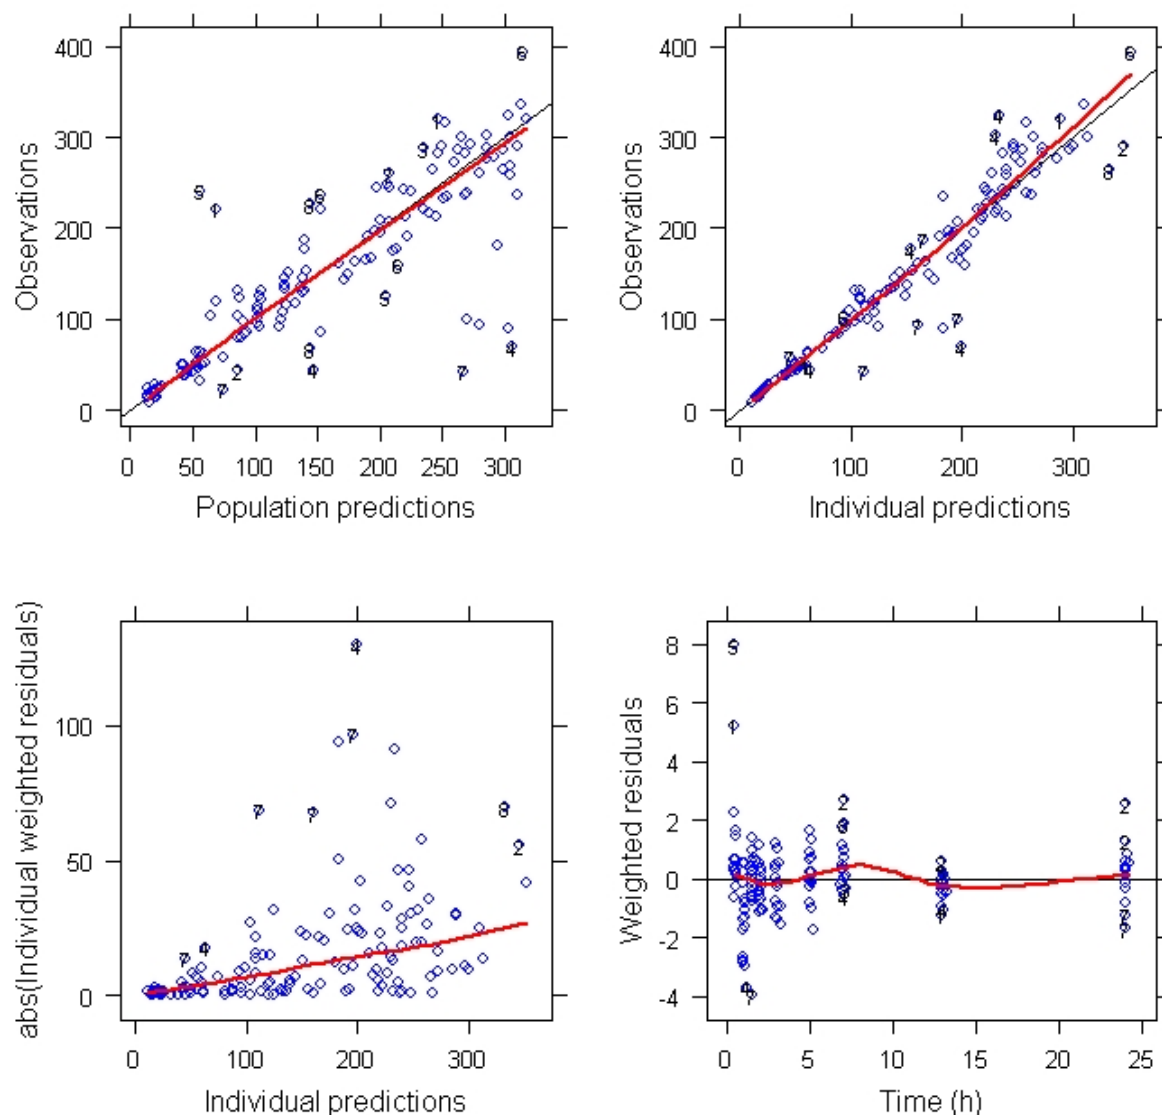 400
300
200
100
0
Observations
0 50 100 150 200 250 300
Population predictions
400
300
200
100
0
Observations
0 100 200 300
Individual predictions
100
50
0
abs(Individual weighted residuals)
0 100 200 300
Individual predictions
8
6
4
2
0
-2
-4
Weighted residuals
0 5 10 15 20 25
Time (h)